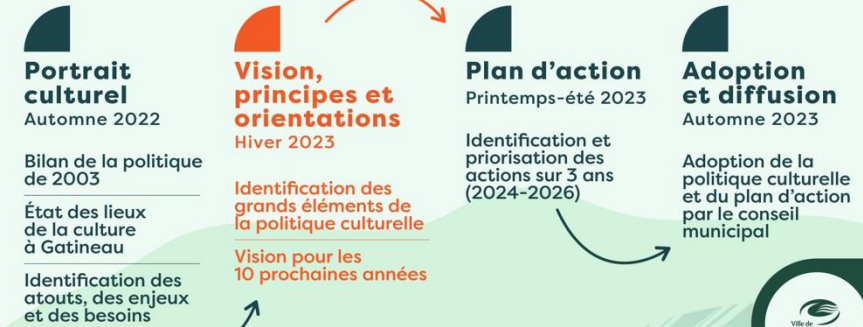 Portrait
culturel
Automne 2022
Bilan de la politique
de 2003
État des lieux
de la culture
à Gatineau
Identification des
atouts, des enjeux
et des besoins
Vision,
principes et
orientations
Hiver 2023
Identification des
grands éléments de
la politique culturelle
Vision pour les
10 prochaines années
Plan d'action
Printemps-été 2023
Identification et
priorisation des
actions sur 3 ans
(2024-2026)
Adoption
et diffusion
Automne 2023
Adoption de la
politique culturelle
et du plan d'action
par le conseil
municipal
Ville de